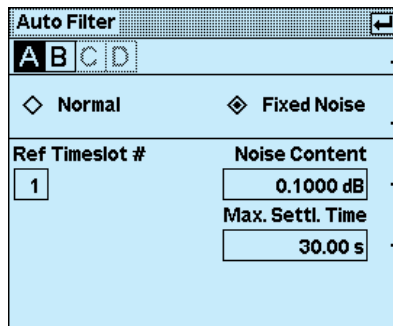 Auto Filter
A B C D
Normal Fixed Noise
Ref Timeslot # Noise Content
1 0.1000 dB
Max. Settl. Time
30.00 s